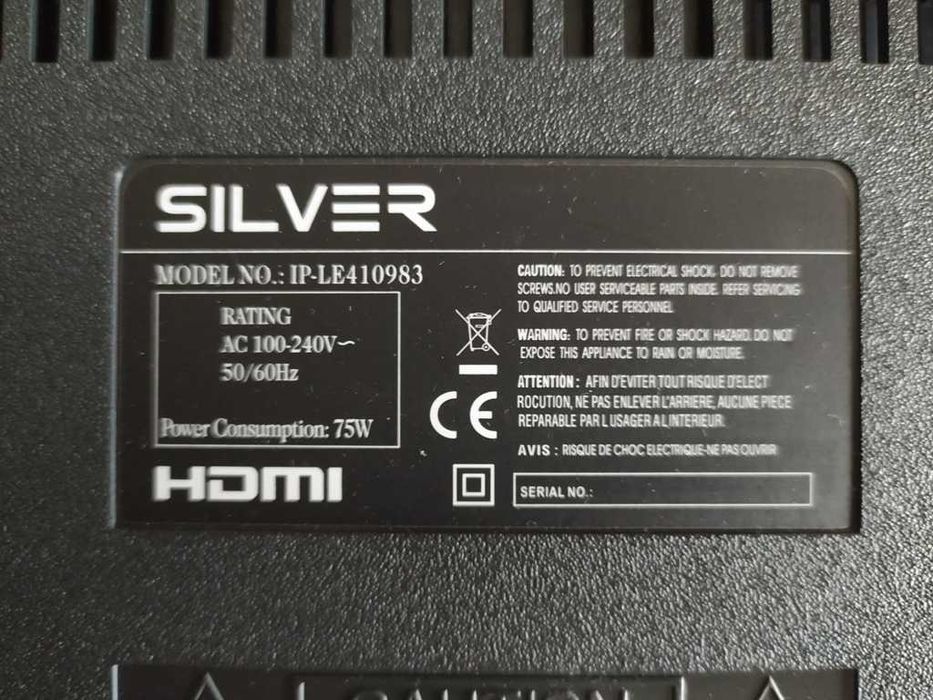 SILVER
MODEL NO.: IP-LE410983
RATING
AC 100-240V~
50/60Hz
Power Consumption: 75W
HDMI
CAUTION: TO PREVENT ELECTRICAL SHOCK. DO NOT REMOVE
SCREWS.NO USER SERVICEABLE PARTS INSIDE. REFER SERVICING
TO QUALIFIED SERVICE PERSONNEL
WARNING: TO PREVENT FIRE OR SHOCK HAZARD. DO NOT
EXPOSE THIS APPLIANCE TO RAIN OR MOISTURE.
ATTENTION : AFIN D'EVITER TOUT RISQUE D'ELECT
ROCUTION, NE PAS ENLEVER L'ARRIERE, AUCUNE PIECE
REPARABLE PAR L USAGER A L INTERIEUR.
AVIS : RISQUE DE CHOC ELECTRIQUE-NE PAS OUVRIR
CE
SERIAL NO.:
CAUTION